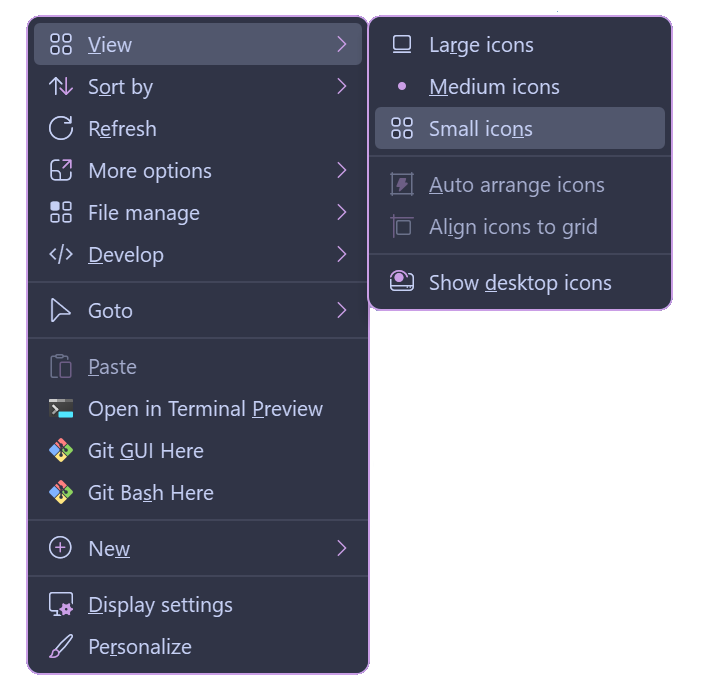 View
Sort by
Refresh
More options
File manage
Develop
Goto
Paste
Open in Terminal Preview
Git GUI Here
Git Bash Here
New
Display settings
Personalize
Large icons
Medium icons
Small icons
Auto arrange icons
Align icons to grid
Show desktop icons